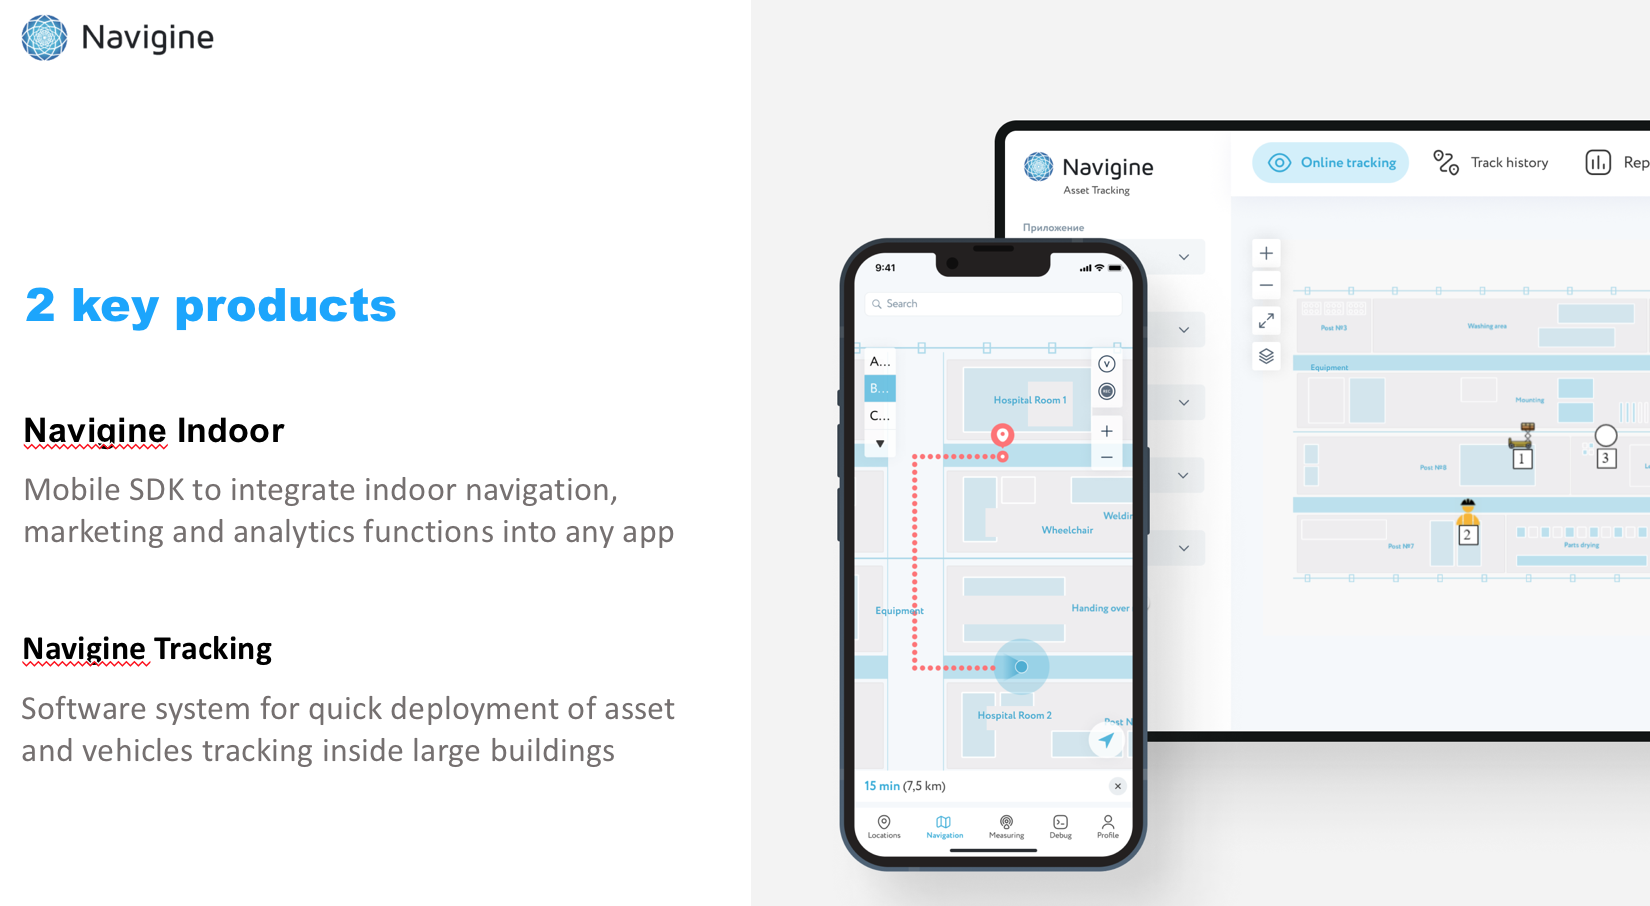 Navigine
2 key products
Navigine Indoor
Mobile SDK to integrate indoor navigation,
marketing and analytics functions into any app
Navigine Tracking
Software system for quick deployment of asset
and vehicles tracking inside large buildings
Navigine
Asset Tracking
Приложение
Online tracking
Track history
Rep
Post №3
Washing area
Equipment
Mounting
Post №8
1
3
2
Post №7
Parts drying
9:41
Search
A...
B...
C...
V
REC
Hospital Room 1
Weldin
Wheelchair
Equipment
Handing over
Hospital Room 2
Post N
15 min (7,5 km)
Locations
Navigation
Measuring
Debug
Profile